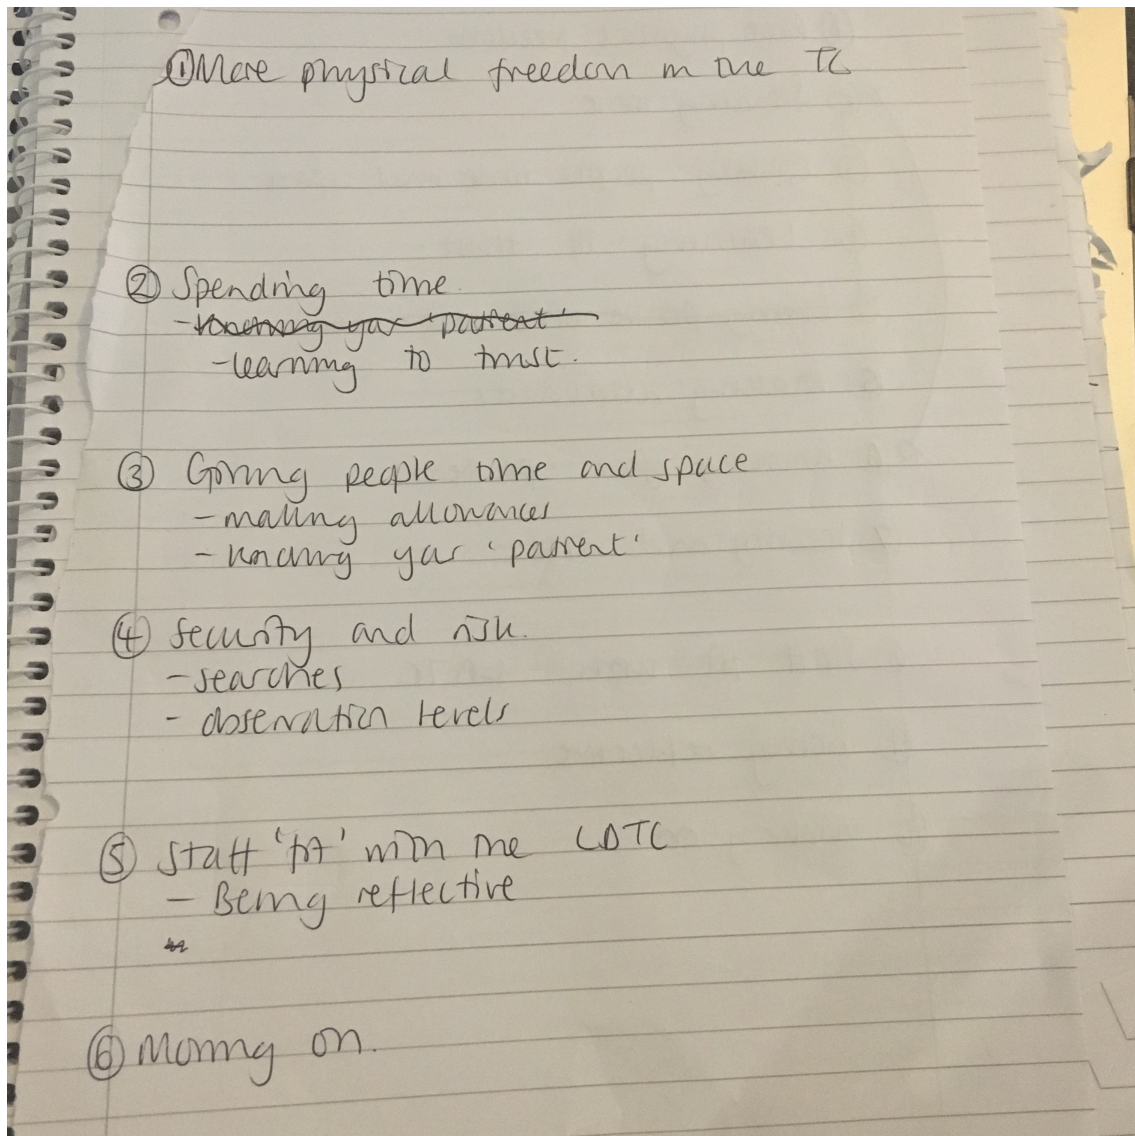 ① More physical freedom in the TC
② Spending time.
- knowing your 'patient'
- learning to trust.
③ Giving people time and space
- making allowances
- knowing your 'patient'
④ Security and risk.
- searches
- observation levels
⑤ Staff 'fit' with the LDTC
- Being reflective
⑥ Moving on.